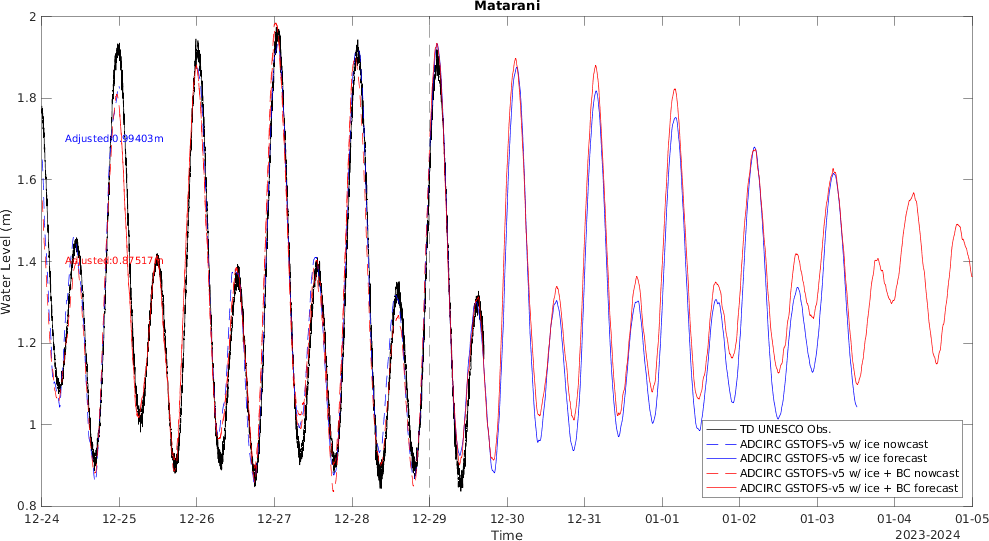 Matarani
2
1.8
1.6
1.4
1.2
1
0.8
Water Level (m)
Adjusted:0.99403m
Adjusted:0.87517m
TD UNESCO Obs.
ADCIRC GSTOFS-v5 w/ ice nowcast
ADCIRC GSTOFS-v5 w/ ice forecast
ADCIRC GSTOFS-v5 w/ ice + BC nowcast
ADCIRC GSTOFS-v5 w/ ice + BC forecast
12-24 12-25 12-26 12-27 12-28 12-29 12-30 12-31 01-01 01-02 01-03 01-04 01-05
Time
2023-2024